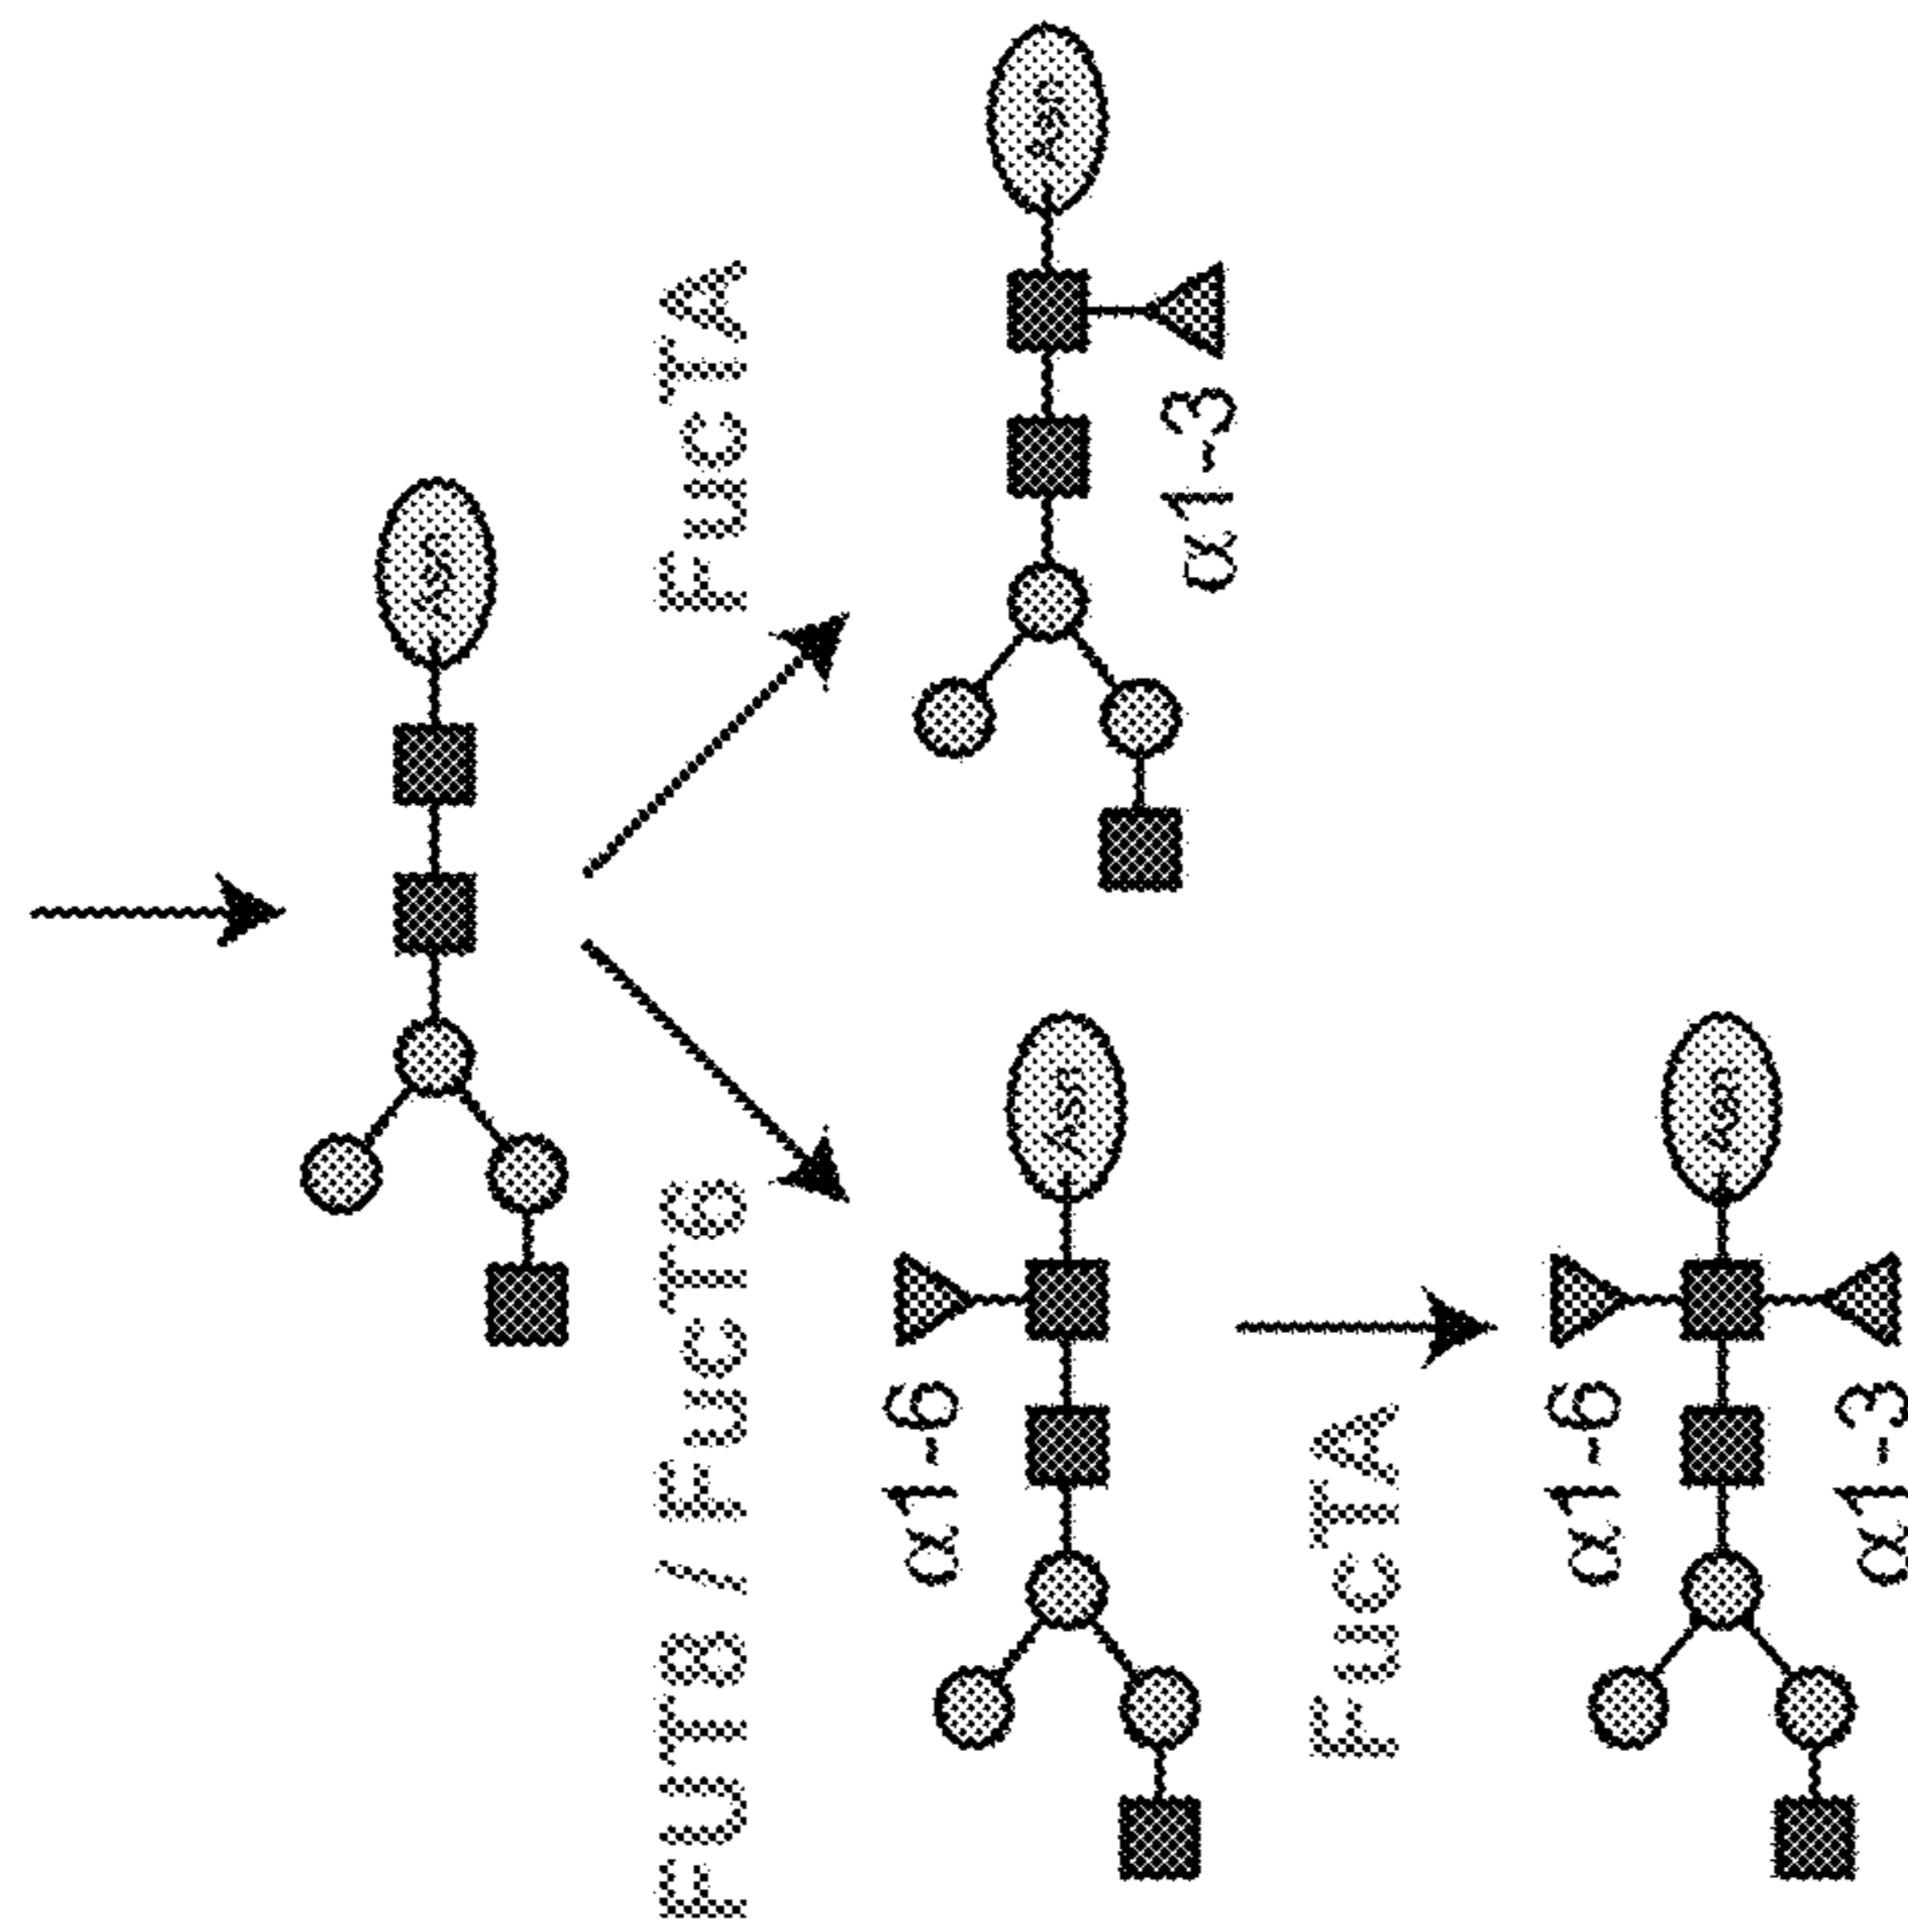 Asn
FUT8 / FucT6
FucTA
α1-6
Asn
Asn
α1-3
FucTA
α1-6
Asn
α1-3